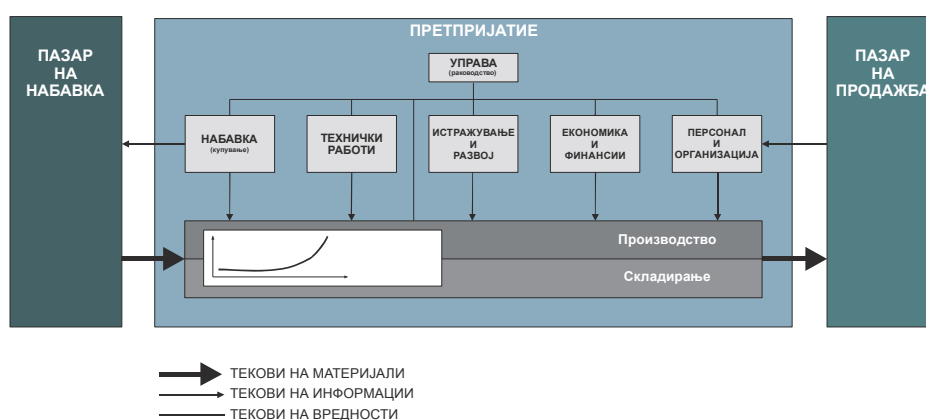 ПРЕТПРИЈАТИЕ
ПАЗАР
НА
НАБАВКА
УПРАВА
(раководство)
ПАЗАР
НА
ПРОДАЖБА
НАБАВКА
(купување)
ТЕХНИЧКИ
РАБОТИ
ИСТРАЖУВАЊЕ
И
РАЗВОЈ
ЕКОНОМИКА
И
ФИНАНСИИ
ПЕРСОНАЛ
И
ОРГАНИЗАЦИЈА
Производство
Складирање
ТЕКОВИ НА МАТЕРИЈАЛИ
ТЕКОВИ НА ИНФОРМАЦИИ
ТЕКОВИ НА ВРЕДНОСТИ